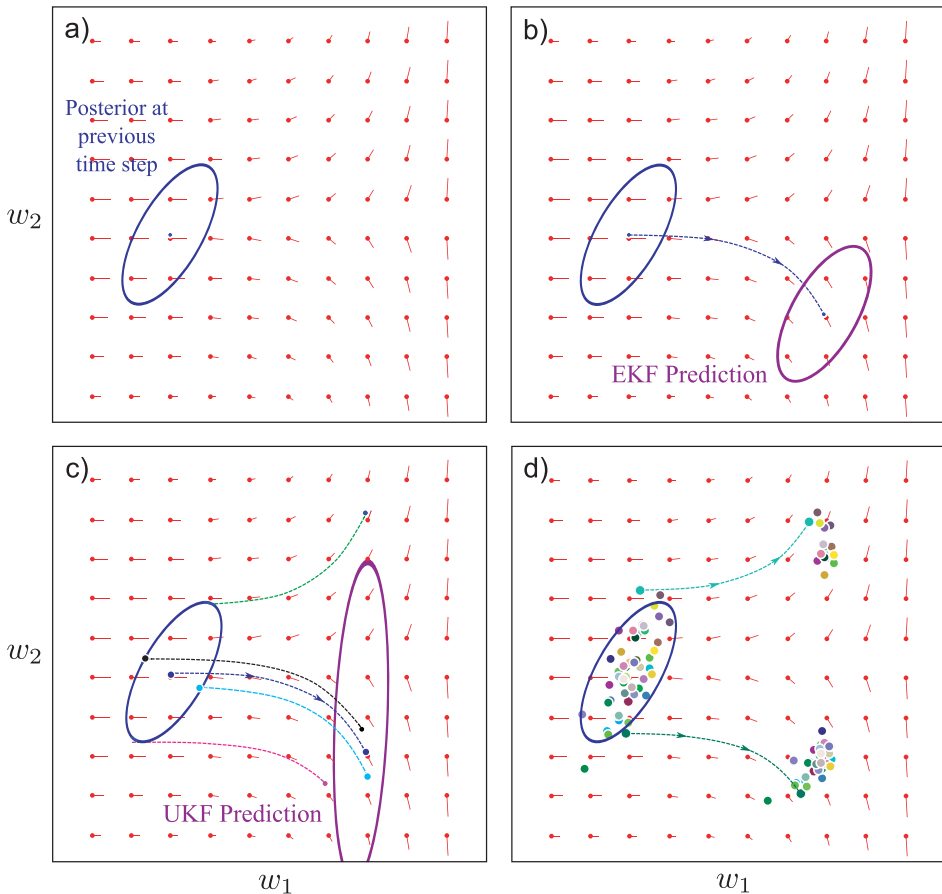 a)
Posterior at
previous
time step
w2
b)
EKF Prediction
c)
UKF Prediction
w2
w1
d)
w1